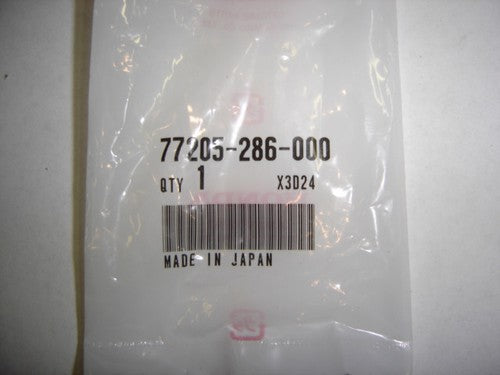 77205-286-000
QTY 1 X3D24
MADE IN JAPAN